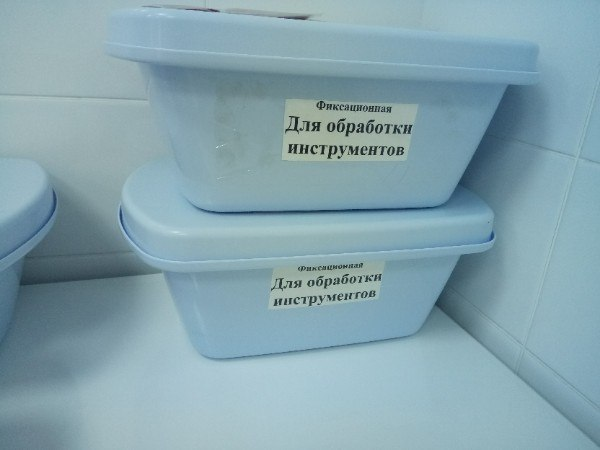 Фиксационная
Для обработки
инструментов
Фиксационная
Для обработки
инструментов